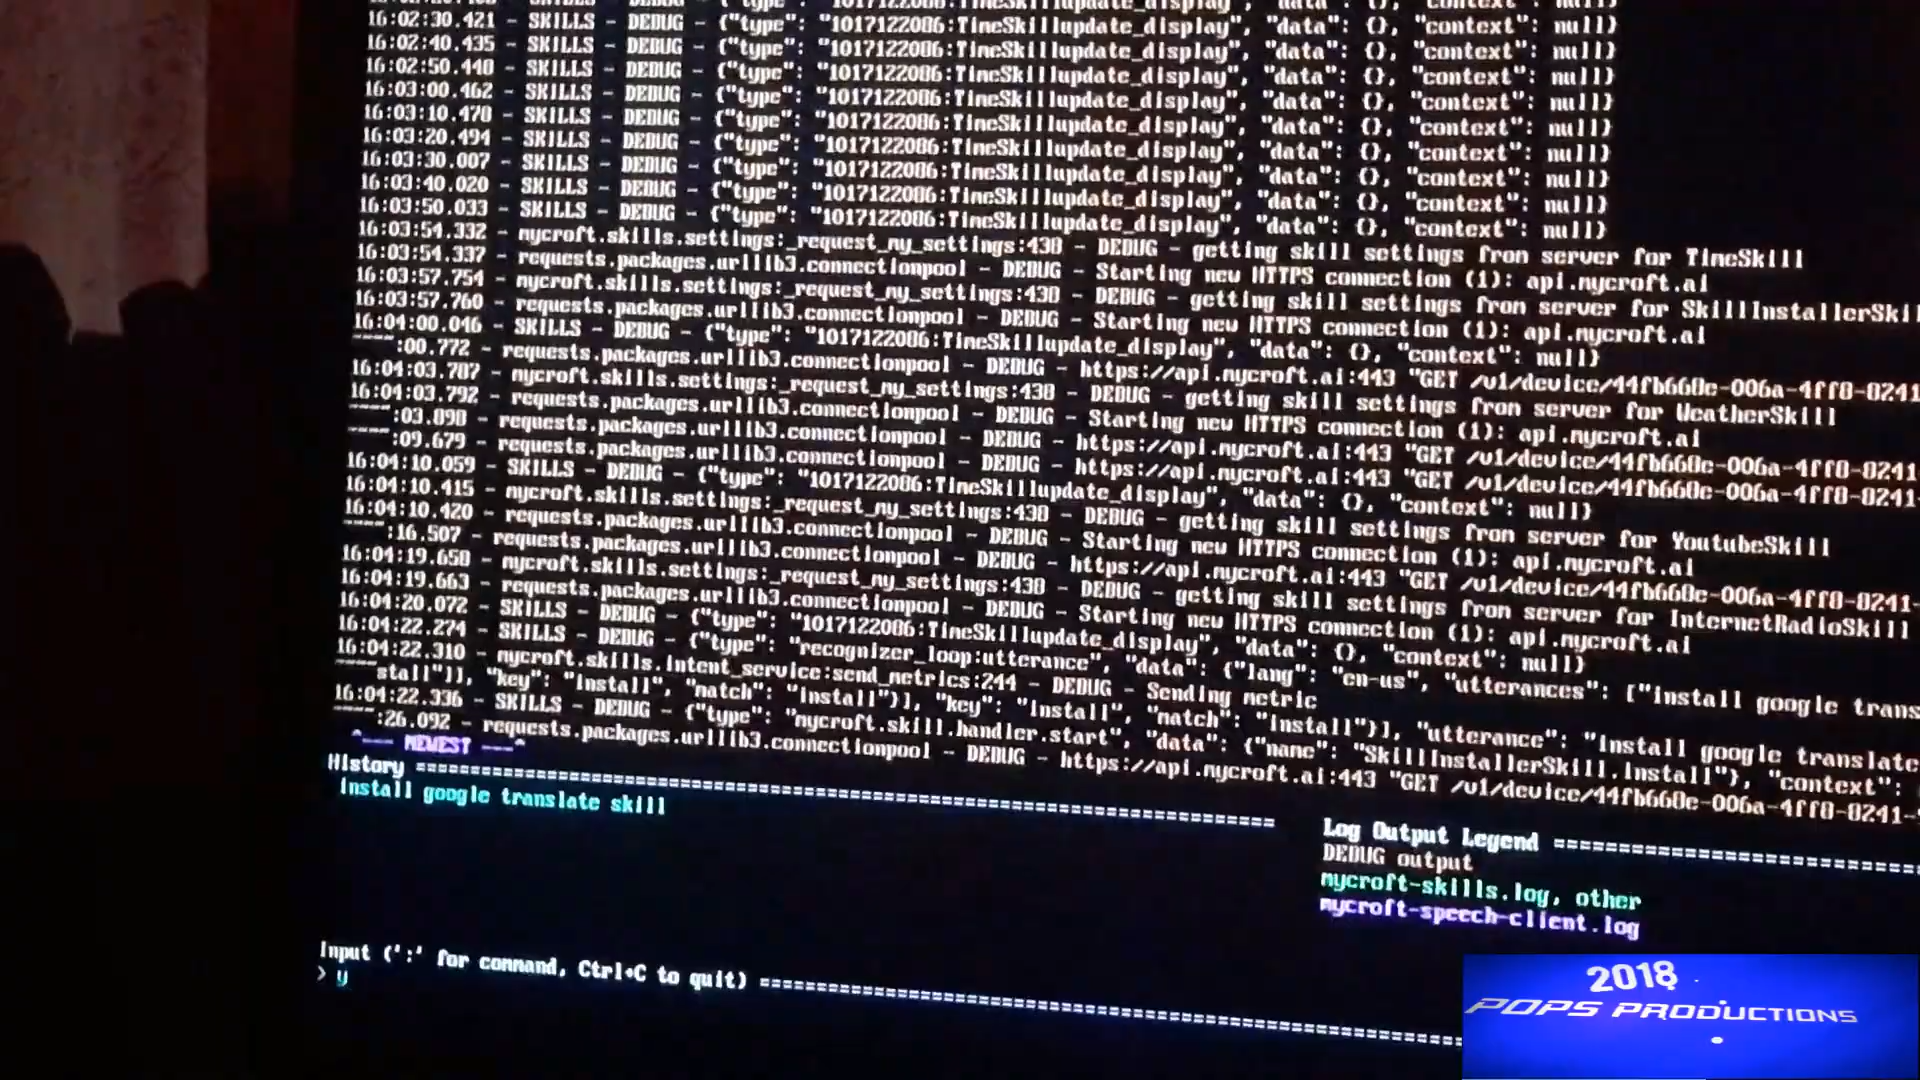 16:02:30.421 - SKILLS - DEBUG - {"type": "1017122086:TimeSkillupdate_display", "data": {}, "context": null}
16:02:40.435 - SKILLS - DEBUG - {"type": "1017122086:TimeSkillupdate_display", "data": {}, "context": null}
16:02:50.440 - SKILLS - DEBUG - {"type": "1017122086:TimeSkillupdate_display", "data": {}, "context": null}
16:03:00.462 - SKILLS - DEBUG - {"type": "1017122086:TimeSkillupdate_display", "data": {}, "context": null}
16:03:10.478 - SKILLS - DEBUG - {"type": "1017122086:TimeSkillupdate_display", "data": {}, "context": null}
16:03:20.494 - SKILLS - DEBUG - {"type": "1017122086:TimeSkillupdate_display", "data": {}, "context": null}
16:03:30.007 - SKILLS - DEBUG - {"type": "1017122086:TimeSkillupdate_display", "data": {}, "context": null}
16:03:40.020 - SKILLS - DEBUG - {"type": "1017122086:TimeSkillupdate_display", "data": {}, "context": null}
16:03:50.033 - SKILLS - DEBUG - {"type": "1017122086:TimeSkillupdate_display", "data": {}, "context": null}
16:03:54.332 - mycroft.skills.settings:_request_my_settings:430 - DEBUG - getting skill settings from server for TimeSkill
16:03:54.337 - requests.packages.urllib3.connectionpool - DEBUG - Starting new HTTPS connection (1): api.mycroft.ai
16:03:57.754 - mycroft.skills.settings:_request_my_settings:430 - DEBUG - getting skill settings from server for SkillInstallerSkil
16:03:57.760 - requests.packages.urllib3.connectionpool - DEBUG - Starting new HTTPS connection (1): api.mycroft.ai
16:04:00.046 - SKILLS - DEBUG - {"type": "1017122086:TimeSkillupdate_display", "data": {}, "context": null}
~~~~:00.772 - requests.packages.urllib3.connectionpool - DEBUG - https://api.mycroft.ai:443 "GET /v1/device/44fb660c-006a-4ff0-8241
16:04:03.787 - mycroft.skills.settings:_request_my_settings:430 - DEBUG - getting skill settings from server for WeatherSkill
16:04:03.792 - requests.packages.urllib3.connectionpool - DEBUG - Starting new HTTPS connection (1): api.mycroft.ai
~~~~:03.898 - requests.packages.urllib3.connectionpool - DEBUG - https://api.mycroft.ai:443 "GET /v1/device/44fb660c-006a-4ff0-8241
~~~~:09.679 - requests.packages.urllib3.connectionpool - DEBUG - https://api.mycroft.ai:443 "GET /v1/device/44fb660c-006a-4ff0-8241-
16:04:10.059 - SKILLS - DEBUG - {"type": "1017122086:TimeSkillupdate_display", "data": {}, "context": null}
16:04:10.415 - mycroft.skills.settings:_request_my_settings:430 - DEBUG - getting skill settings from server for YoutubeSkill
16:04:10.420 - requests.packages.urllib3.connectionpool - DEBUG - Starting new HTTPS connection (1): api.mycroft.ai
~~~~:16.507 - requests.packages.urllib3.connectionpool - DEBUG - https://api.mycroft.ai:443 "GET /v1/device/44fb660c-006a-4ff0-8241-
16:04:19.658 - mycroft.skills.settings:_request_my_settings:430 - DEBUG - getting skill settings from server for InternetRadioSkill
16:04:19.663 - requests.packages.urllib3.connectionpool - DEBUG - Starting new HTTPS connection (1): api.mycroft.ai
16:04:20.072 - SKILLS - DEBUG - {"type": "1017122086:TimeSkillupdate_display", "data": {}, "context": null}
16:04:22.274 - SKILLS - DEBUG - {"type": "recognizer_loop:utterance", "data": {"lang": "en-us", "utterances": ["install google trans
16:04:22.310 - mycroft.skills.intent_service:send_metrics:244 - DEBUG - Sending metric
~~~~stall"]], "key": "install", "match": "install"}], "key": "install", "match": "install"}], "utterance": "install google translate
16:04:22.336 - SKILLS - DEBUG - {"type": "mycroft.skill.handler.start", "data": {"name": "SkillInstallerSkill.install"}, "context":
~~~~:26.092 - requests.packages.urllib3.connectionpool - DEBUG - https://api.mycroft.ai:443 "GET /v1/device/44fb660c-006a-4ff0-8241-
^--- NEWEST ---^
History ==========
install google translate skill
Log Output Legend ==========
DEBUG output
mycroft-skills.log, other
mycroft-speech-client.log
Input (':' for command, Ctrl+C to quit) ==========
> y
2018
POPS PRODUCTIONS